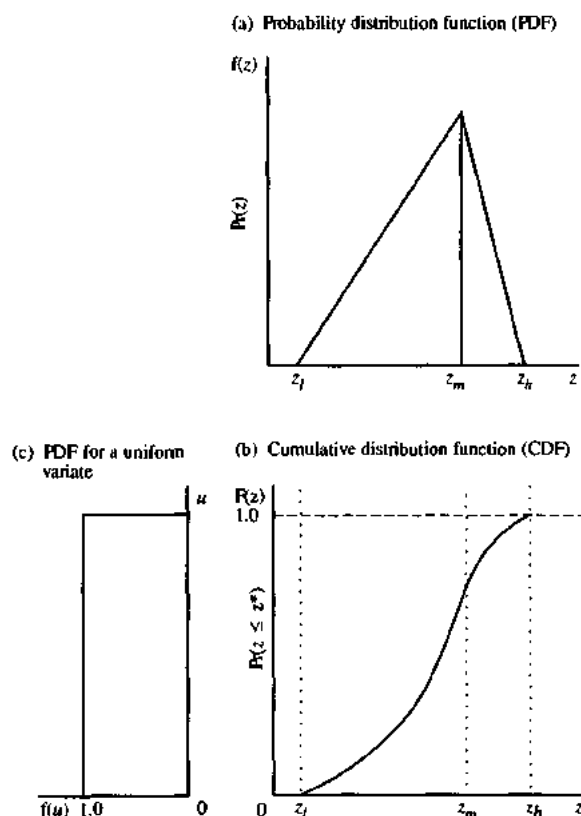 (a) Probability distribution function (PDF)
f(z)
Pr(z)
z_l z_m z_h z
(c) PDF for a uniform
variate
(b) Cumulative distribution function (CDF)
u
F(z)
1.0
Pr(z ≤ z*)
f(u) 1.0 0
0 z_l z_m z_h z